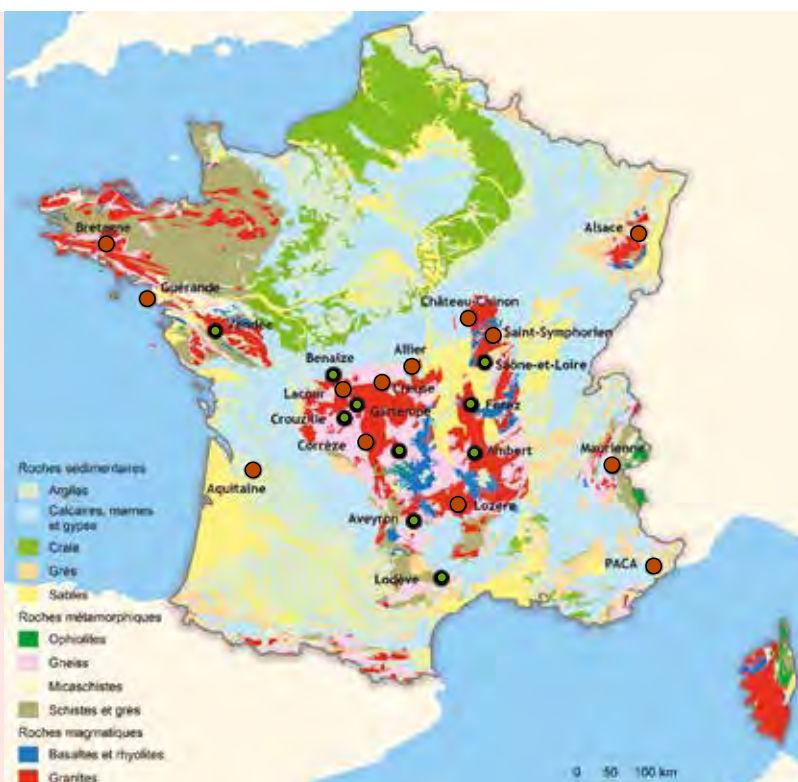 Bretagne
Alsace
Guérande
Château-Chinon
Vendée
Saint-Symphorien
Benaize
Allier
Saône-et-Loire
Lacour
Creuse
Gartempe
Forez
Crouzille
Corrèze
Ambert
Maurienne
Aquitaine
Lozère
Aveyron
PACA
Lodève
Roches sédimentaires
Argiles
Calcaires, marnes
et gypse
Craie
Grès
Sables
Roches métamorphiques
Ophiolites
Gneiss
Micaschistes
Schistes et grès
Roches magmatiques
Basaltes et rhyolites
Granites
0 50 100 km